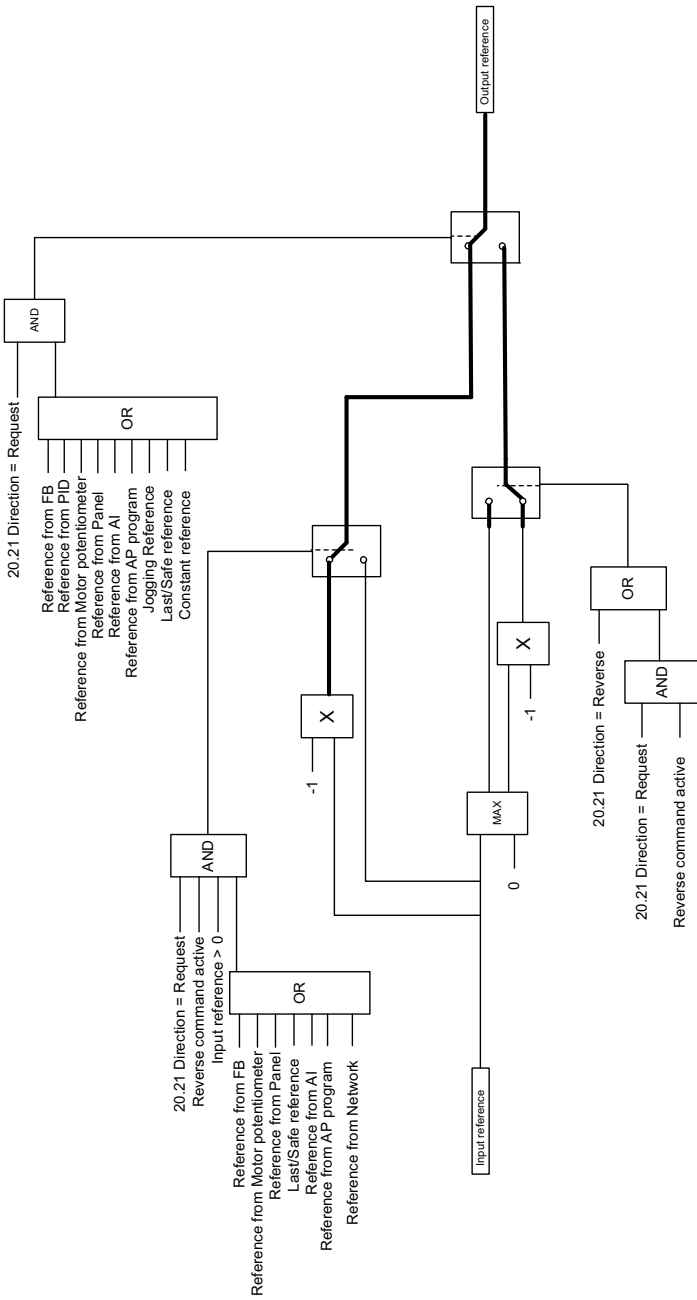 20.21 Direction = Request
AND
Reference from FB
Reference from PID
Reference from Motor potentiometer
Reference from Panel
Reference from AI
Reference from AP program
Jogging Reference
Last/Safe reference
Constant reference
OR
20.21 Direction = Request
Reverse command active
Input reference > 0
AND
Reference from FB
Reference from Motor potentiometer
Reference from Panel
Last/Safe reference
Reference from AI
Reference from AP program
Reference from Network
OR
-1
X
Input reference
0
MAX
-1
X
20.21 Direction = Reverse
OR
20.21 Direction = Request
Reverse command active
AND
Output reference